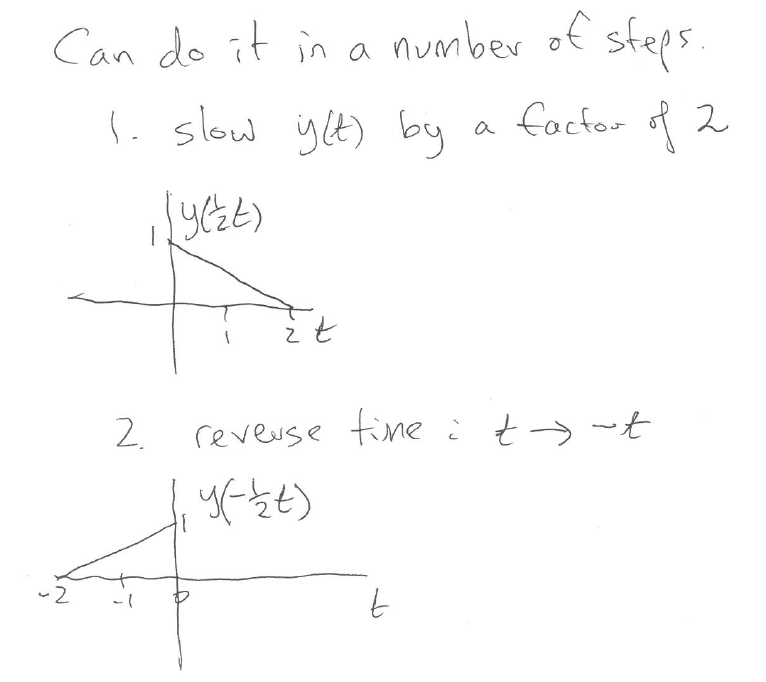 Can do it in a number of steps.
1. slow y(t) by a factor of 2
y(½t)
1
1 2 t
2. reverse time : t → -t
y(-½t)
1
-2 -1 0
t